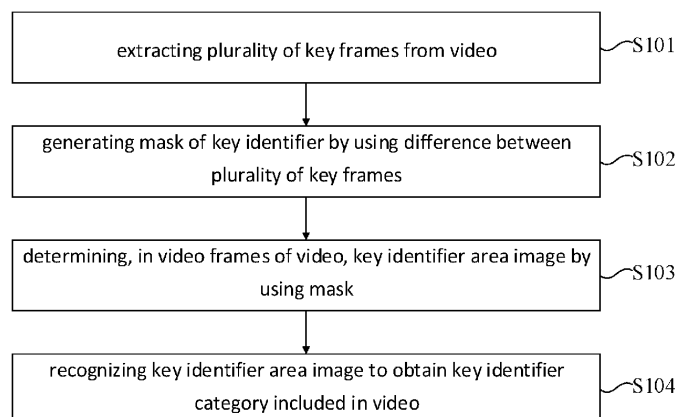 extracting plurality of key frames from video
S101
generating mask of key identifier by using difference between
plurality of key frames
S102
determining, in video frames of video, key identifier area image by
using mask
S103
recognizing key identifier area image to obtain key identifier
category included in video
S104